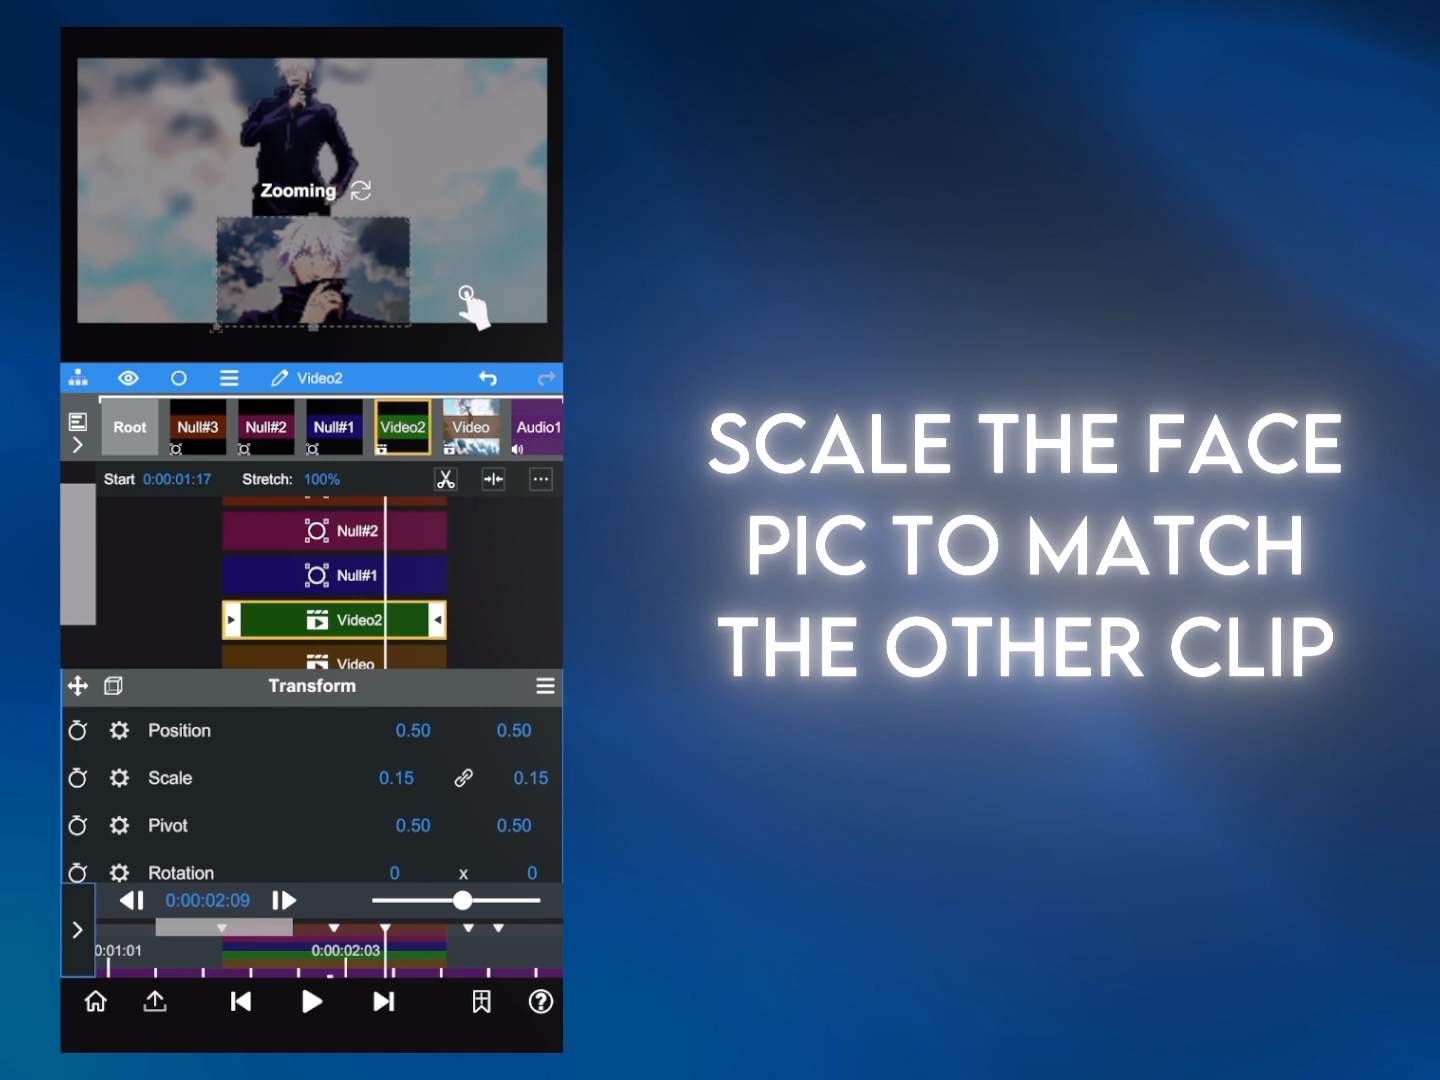 Zooming
Video2
Root Null#3 Null#2 Null#1 Video2 Video Audio1
Start 0:00:01:17 Stretch: 100%
Null#2
Null#1
Video2
Video
Transform
Position 0.50 0.50
Scale 0.15 0.15
Pivot 0.50 0.50
Rotation 0 x 0
0:00:02:09
0:01:01 0:00:02:03
SCALE THE FACE
PIC TO MATCH
THE OTHER CLIP